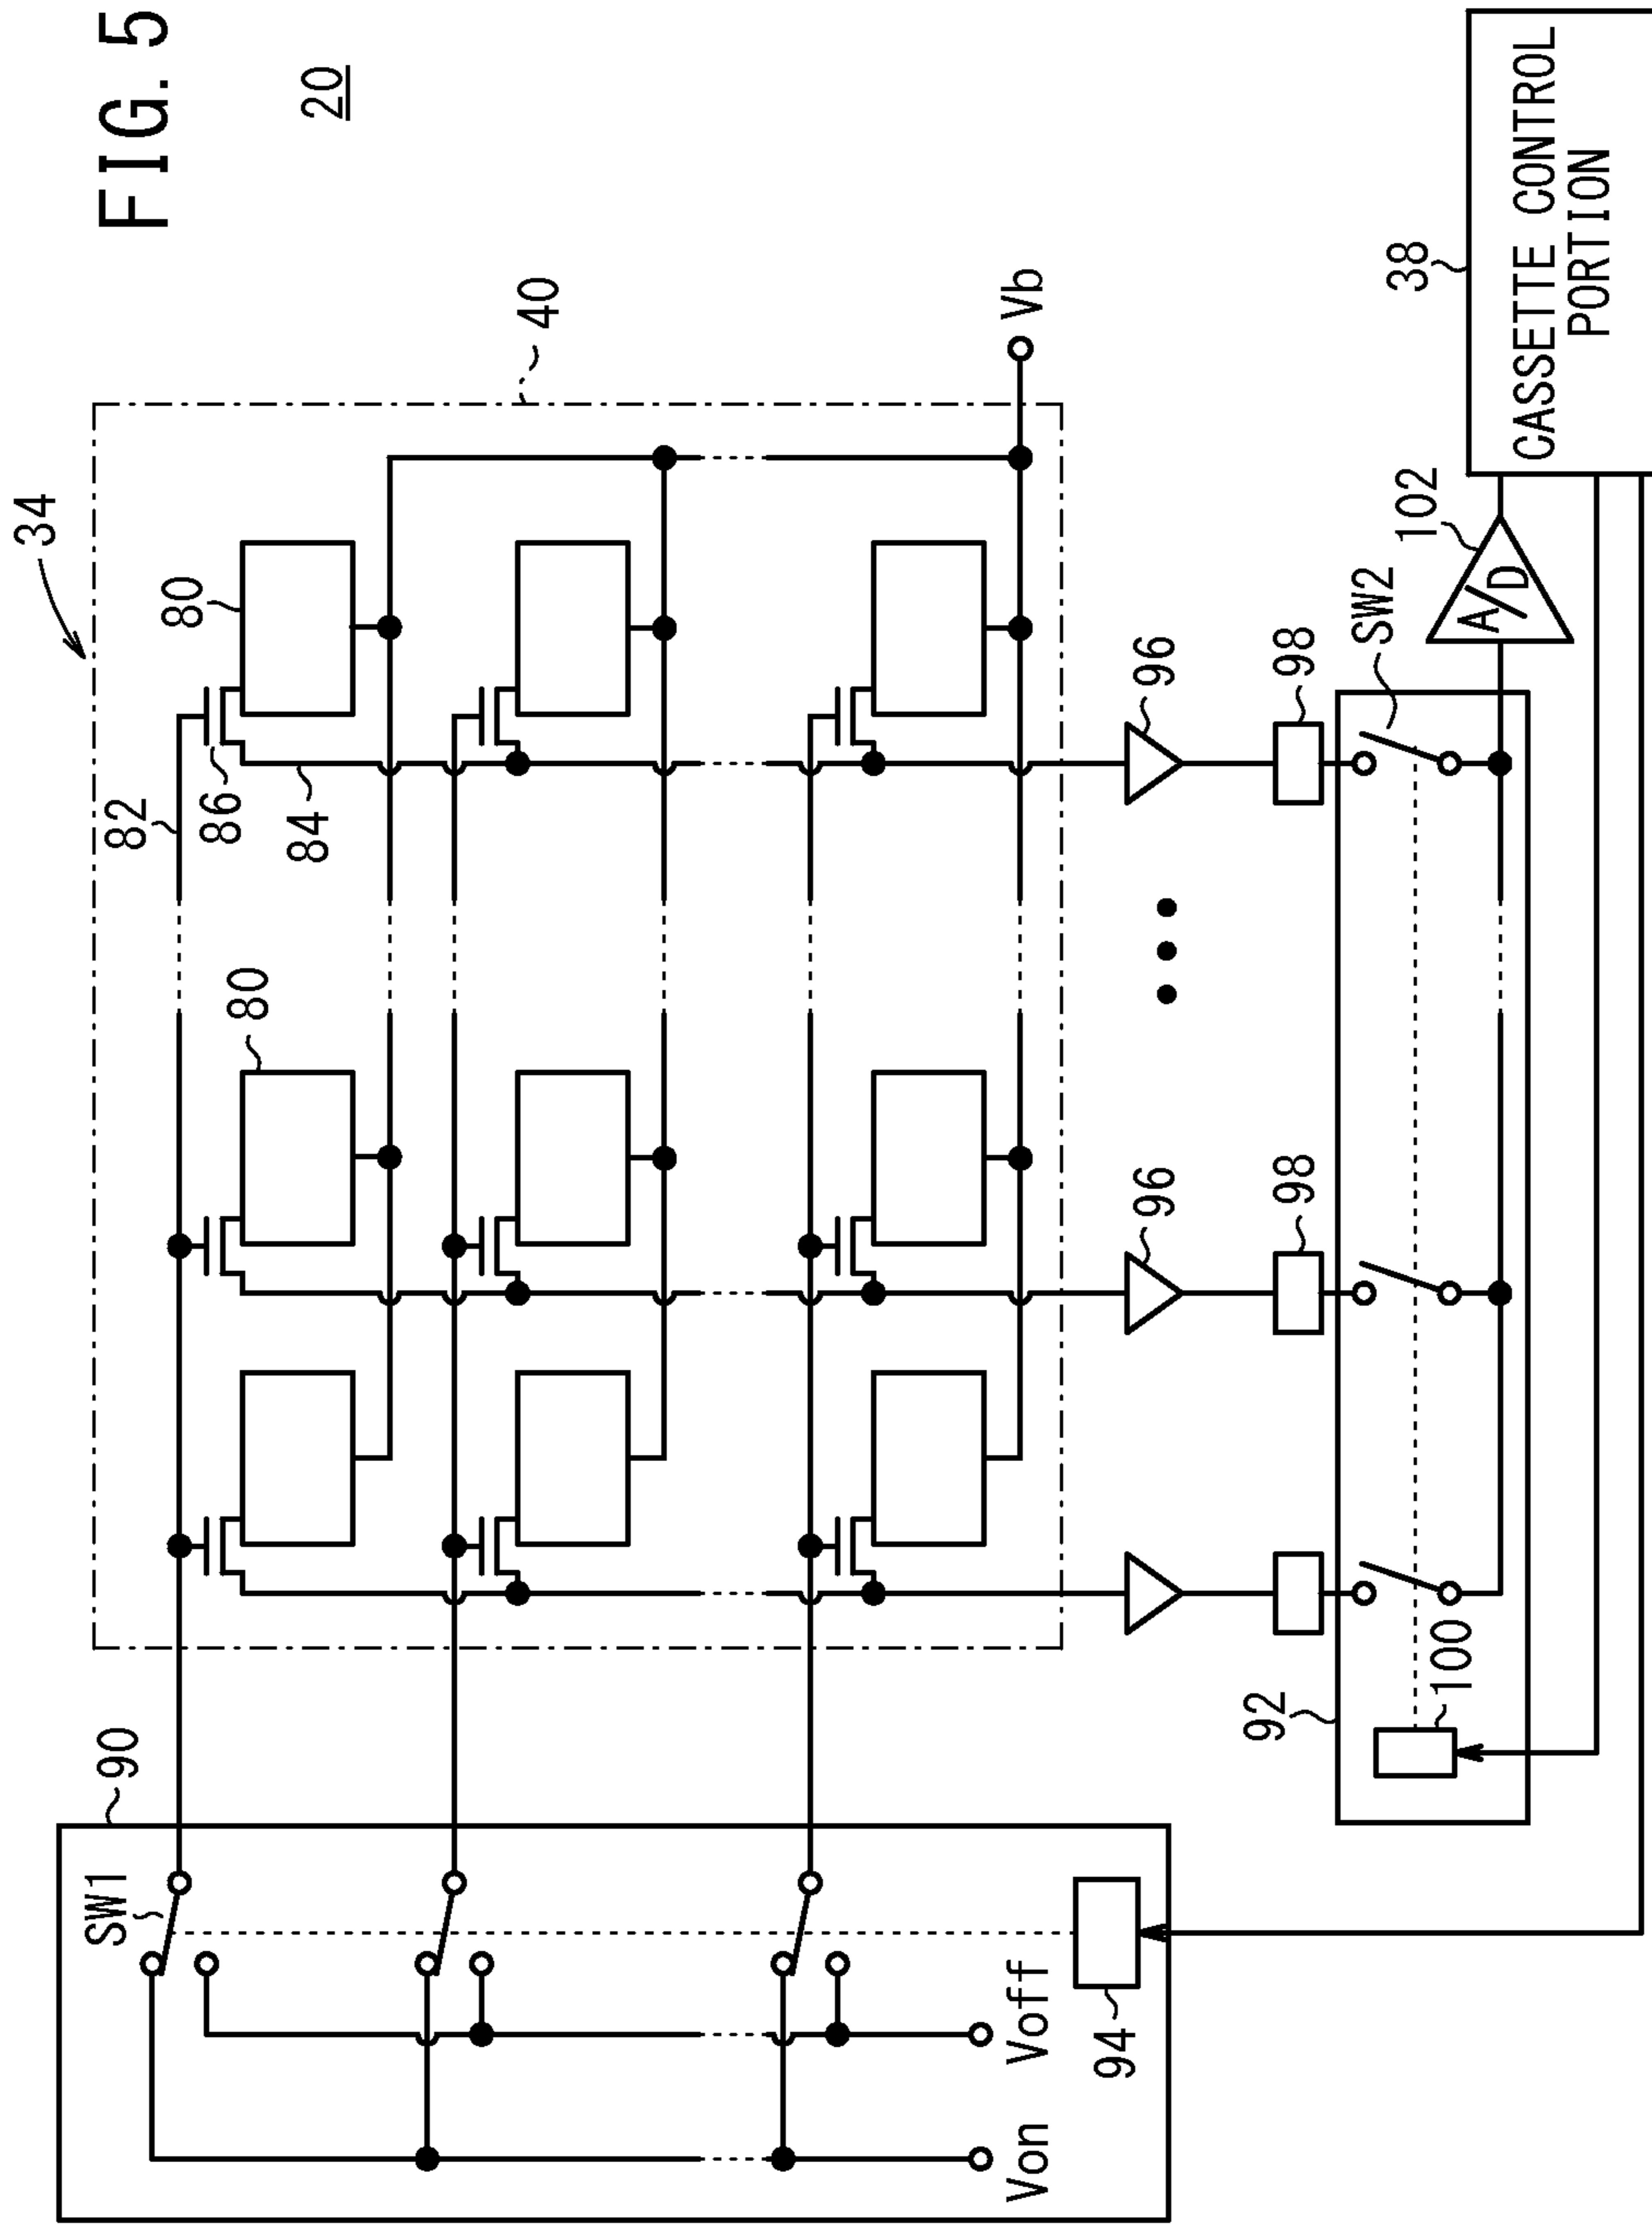 FIG. 5
20
34
40
90
SW1
82
86
84
80
80
Vb
Von
Voff
94
96
96
98
98
92
100
SW2
102
A/D
38
CASSETTE CONTROL
PORTION